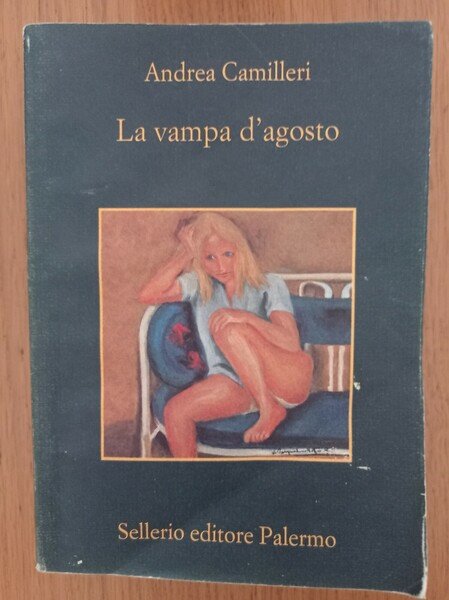 Andrea Camilleri
La vampa d'agosto
Sellerio editore Palermo